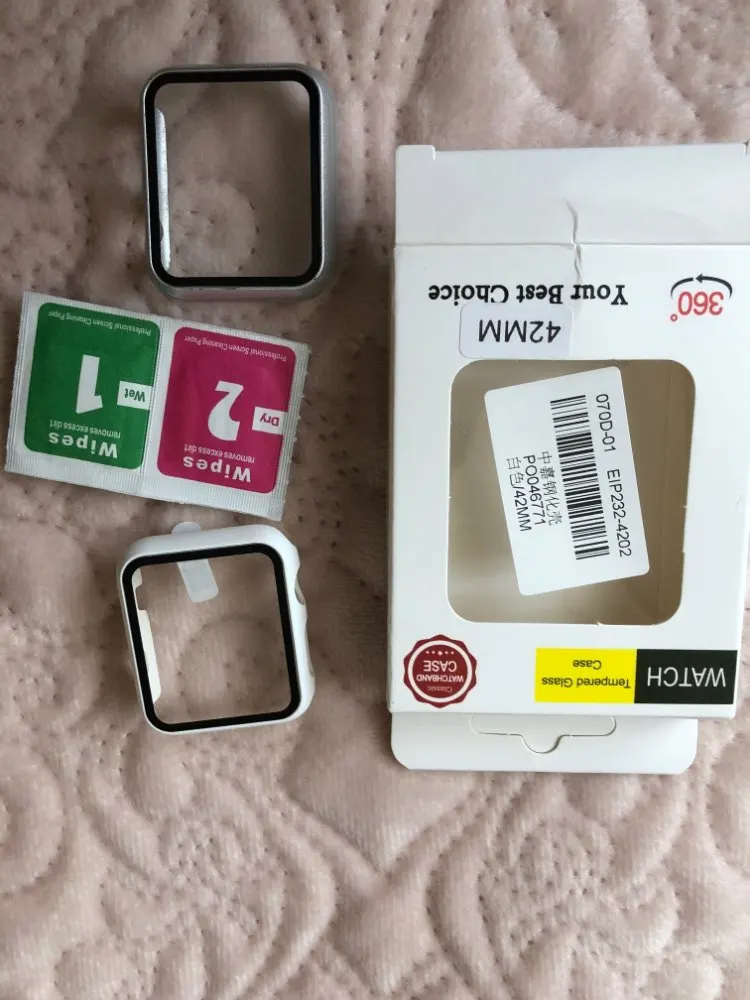 360°
Your Best Choice
42MM
070D-01 EIP232-4202
中嘉钢化壳
PO046771
白色/42MM
WATCH
Tempered Glass
Case
Classic
WATCHBAND
CASE
Wipes
removes excess dirt
2
Dry
Professional Screen Cleaning Paper
Wipes
removes excess dirt
1
Wet
Professional Screen Cleaning Paper